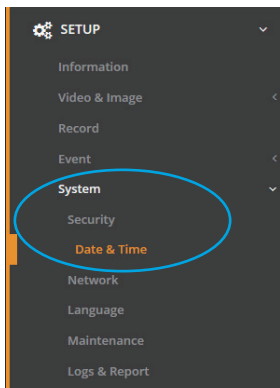 SETUP
Information
Video & Image
Record
Event
System
Security
Date & Time
Network
Language
Maintenance
Logs & Report